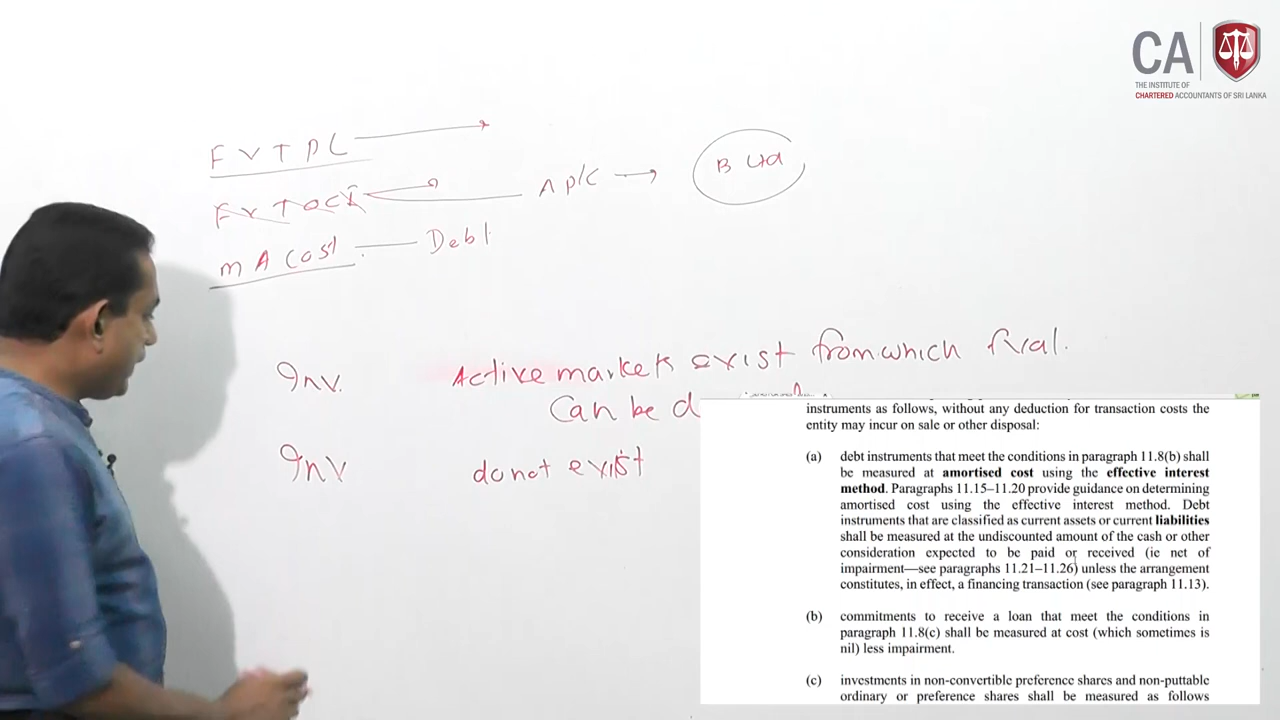 CA
THE INSTITUTE OF
CHARTERED ACCOUNTANTS OF SRI LANKA
FVTPL
FVTOCI
A plc
B Ltd
m A Cost
Debt
Inv. Active markets exist from which fval.
Can be d
Inv do not exist
instruments as follows, without any deduction for transaction costs the
entity may incur on sale or other disposal:
(a) debt instruments that meet the conditions in paragraph 11.8(b) shall
be measured at amortised cost using the effective interest
method. Paragraphs 11.15–11.20 provide guidance on determining
amortised cost using the effective interest method. Debt
instruments that are classified as current assets or current liabilities
shall be measured at the undiscounted amount of the cash or other
consideration expected to be paid or received (ie net of
impairment—see paragraphs 11.21–11.26) unless the arrangement
constitutes, in effect, a financing transaction (see paragraph 11.13).
(b) commitments to receive a loan that meet the conditions in
paragraph 11.8(c) shall be measured at cost (which sometimes is
nil) less impairment.
(c) investments in non-convertible preference shares and non-puttable
ordinary or preference shares shall be measured as follows